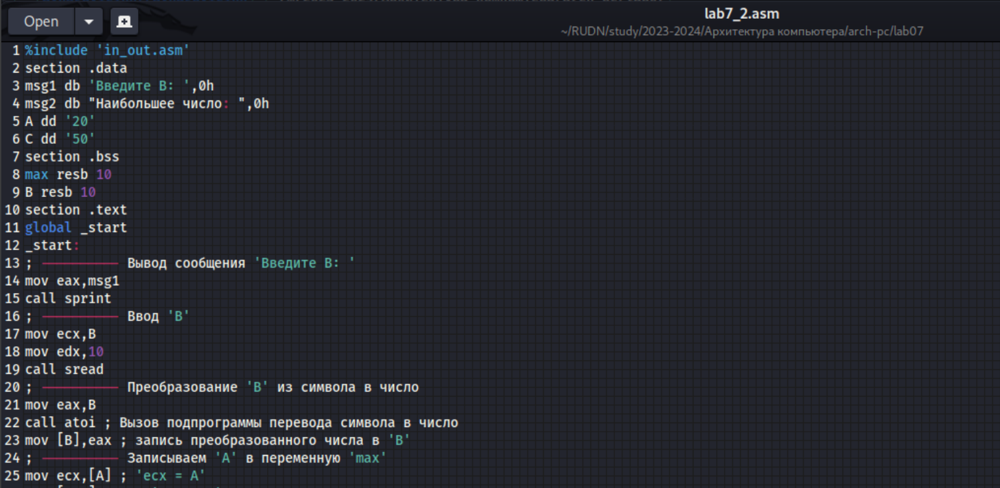 Open
lab7_2.asm
~/RUDN/study/2023-2024/Архитектура компьютера/arch-pc/lab07
1 %include 'in_out.asm'
2 section .data
3 msg1 db 'Введите B: ',0h
4 msg2 db "Наибольшее число: ",0h
5 A dd '20'
6 C dd '50'
7 section .bss
8 max resb 10
9 B resb 10
10 section .text
11 global _start
12 _start:
13 ; ---------- Вывод сообщения 'Введите B: '
14 mov eax,msg1
15 call sprint
16 ; ---------- Ввод 'B'
17 mov ecx,B
18 mov edx,10
19 call sread
20 ; ---------- Преобразование 'B' из символа в число
21 mov eax,B
22 call atoi ; Вызов подпрограммы перевода символа в число
23 mov [B],eax ; запись преобразованного числа в 'B'
24 ; ---------- Записываем 'A' в переменную 'max'
25 mov ecx,[A] ; 'ecx = A'